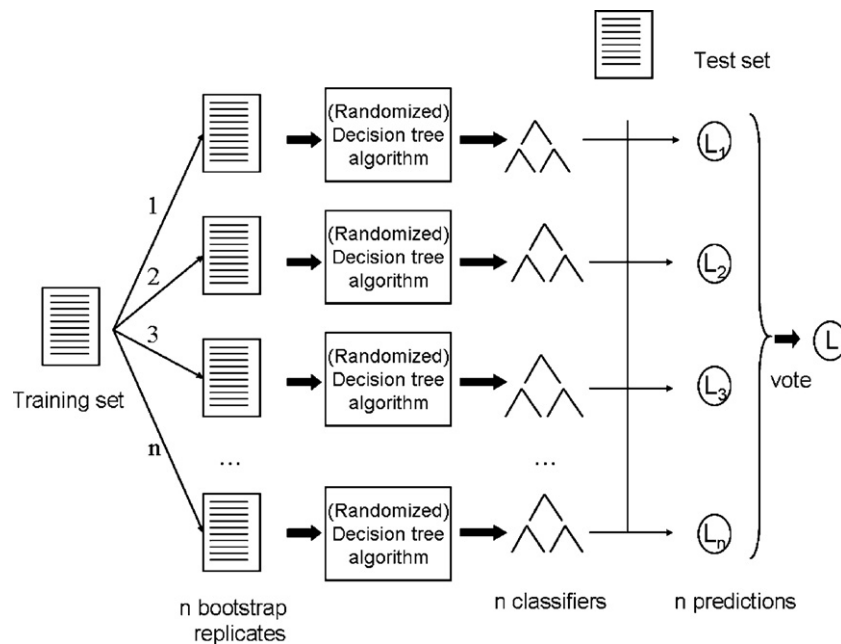 Test set
(Randomized)
Decision tree
algorithm
L1
1
(Randomized)
Decision tree
algorithm
L2
2
3
Training set
(Randomized)
Decision tree
algorithm
L3
vote
L
n
...
...
(Randomized)
Decision tree
algorithm
Ln
n bootstrap
replicates
n classifiers
n predictions